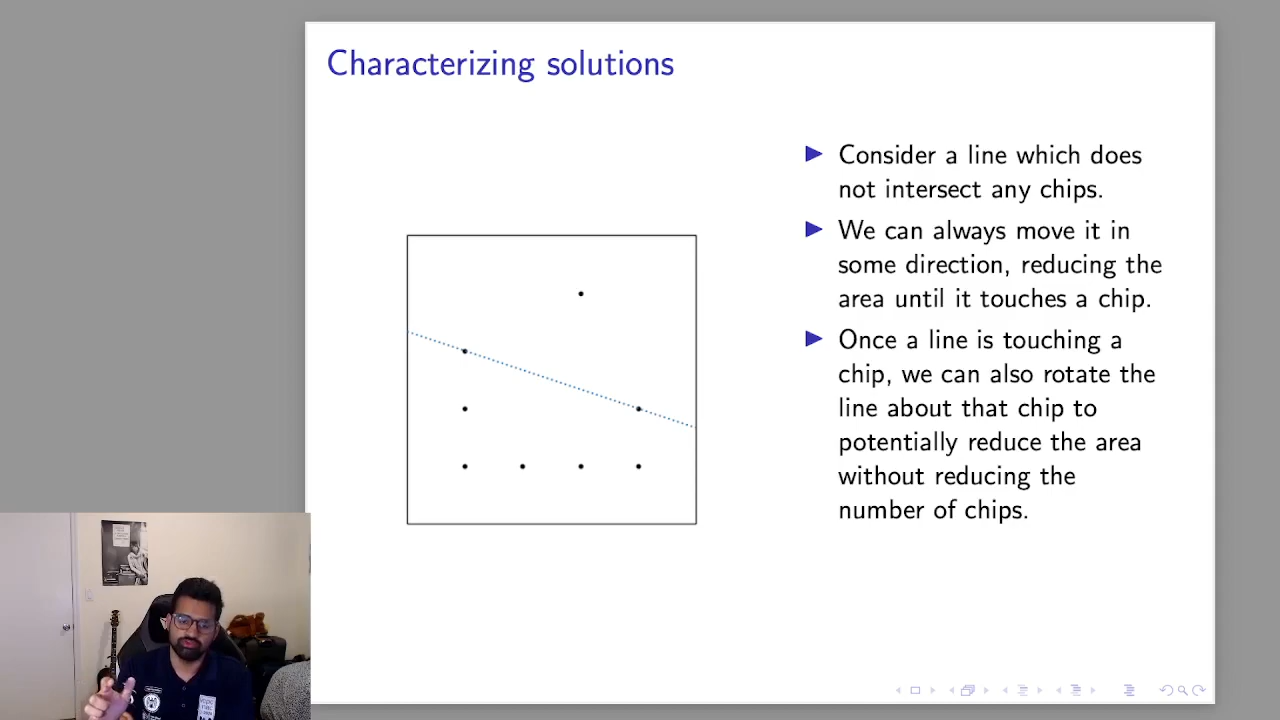 Characterizing solutions
▶ Consider a line which does
not intersect any chips.
▶ We can always move it in
some direction, reducing the
area until it touches a chip.
▶ Once a line is touching a
chip, we can also rotate the
line about that chip to
potentially reduce the area
without reducing the
number of chips.